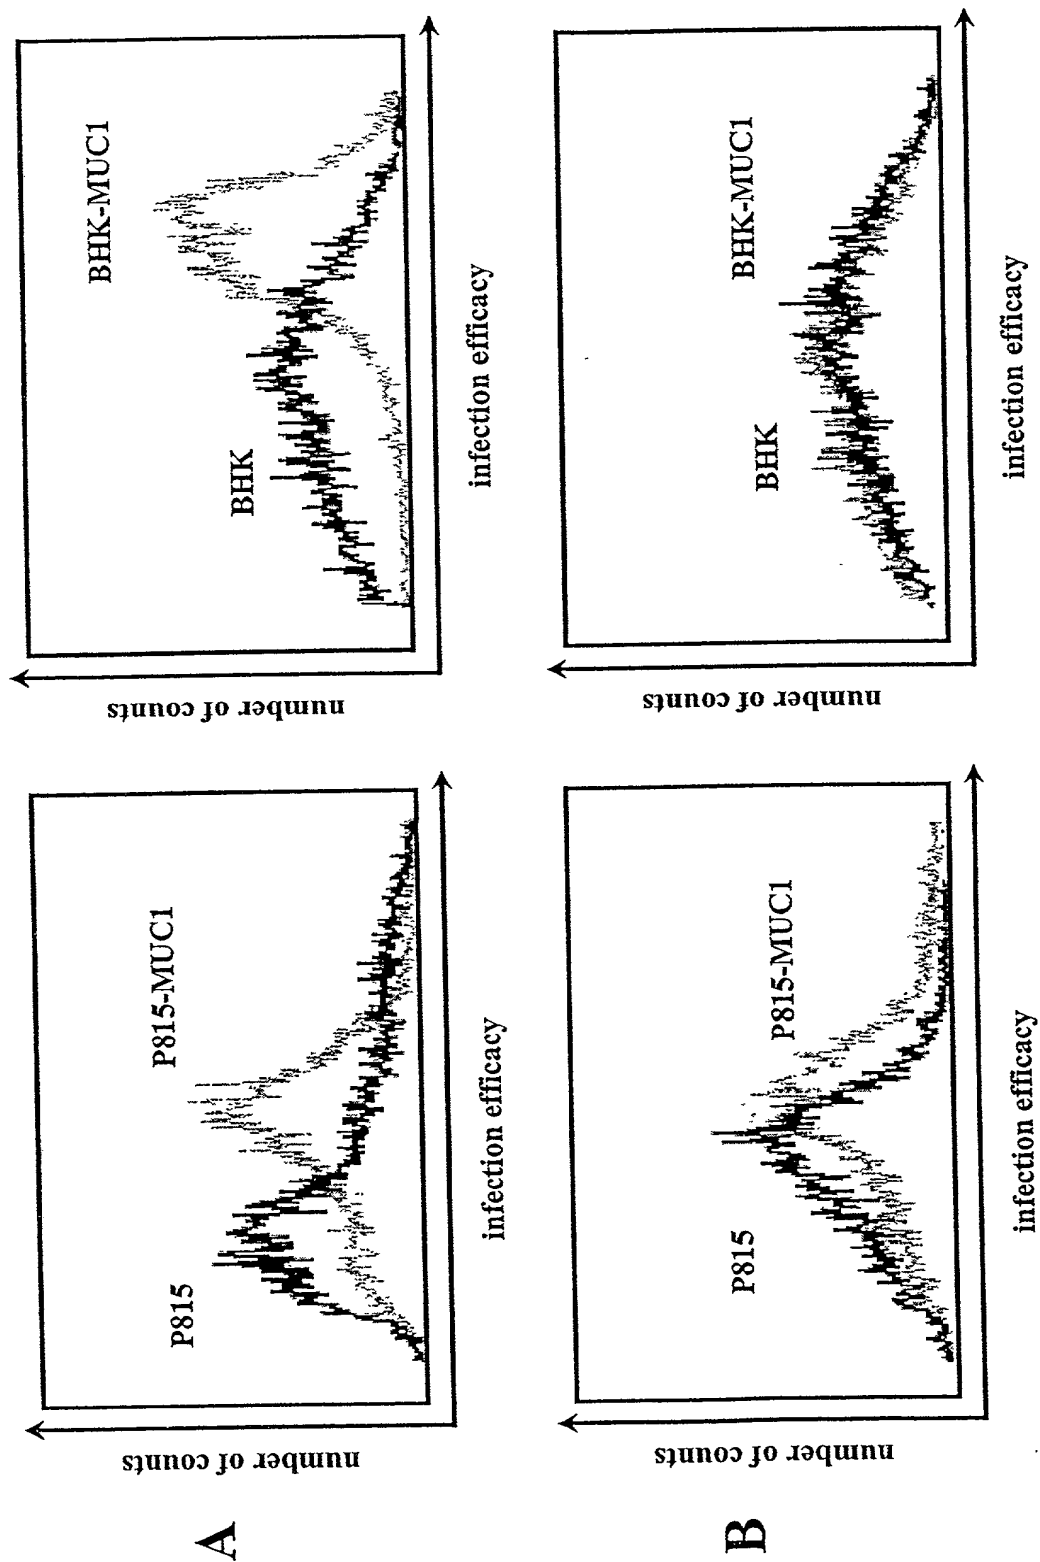 A
number of counts
P815
P815-MUC1
infection efficacy
number of counts
BHK
BHK-MUC1
infection efficacy
B
number of counts
P815
P815-MUC1
infection efficacy
number of counts
BHK
BHK-MUC1
infection efficacy